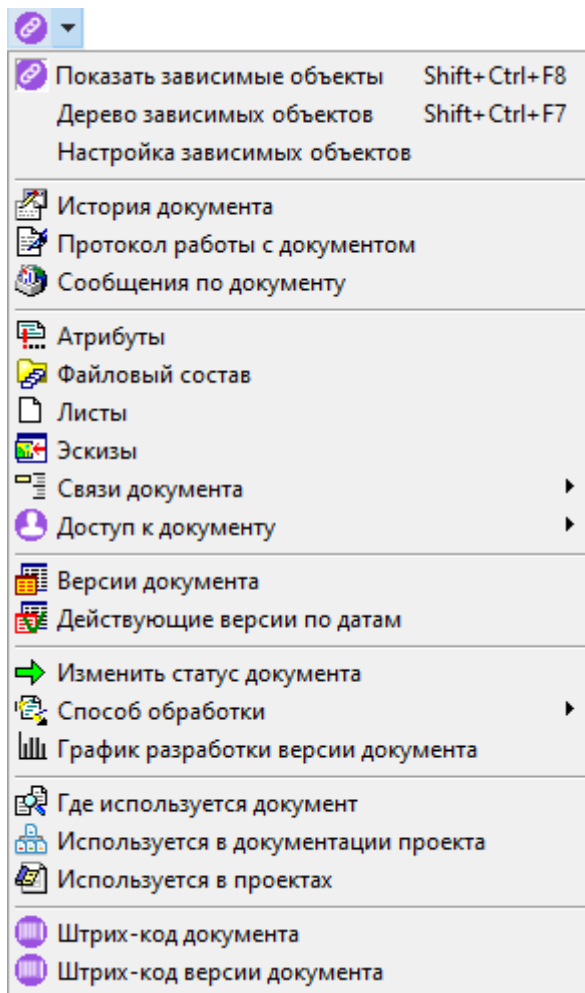 Показать зависимые объекты Shift+Ctrl+F8
Дерево зависимых объектов Shift+Ctrl+F7
Настройка зависимых объектов
История документа
Протокол работы с документом
Сообщения по документу
Атрибуты
Файловый состав
Листы
Эскизы
Связи документа
Доступ к документу
Версии документа
Действующие версии по датам
Изменить статус документа
Способ обработки
График разработки версии документа
Где используется документ
Используется в документации проекта
Используется в проектах
Штрих-код документа
Штрих-код версии документа